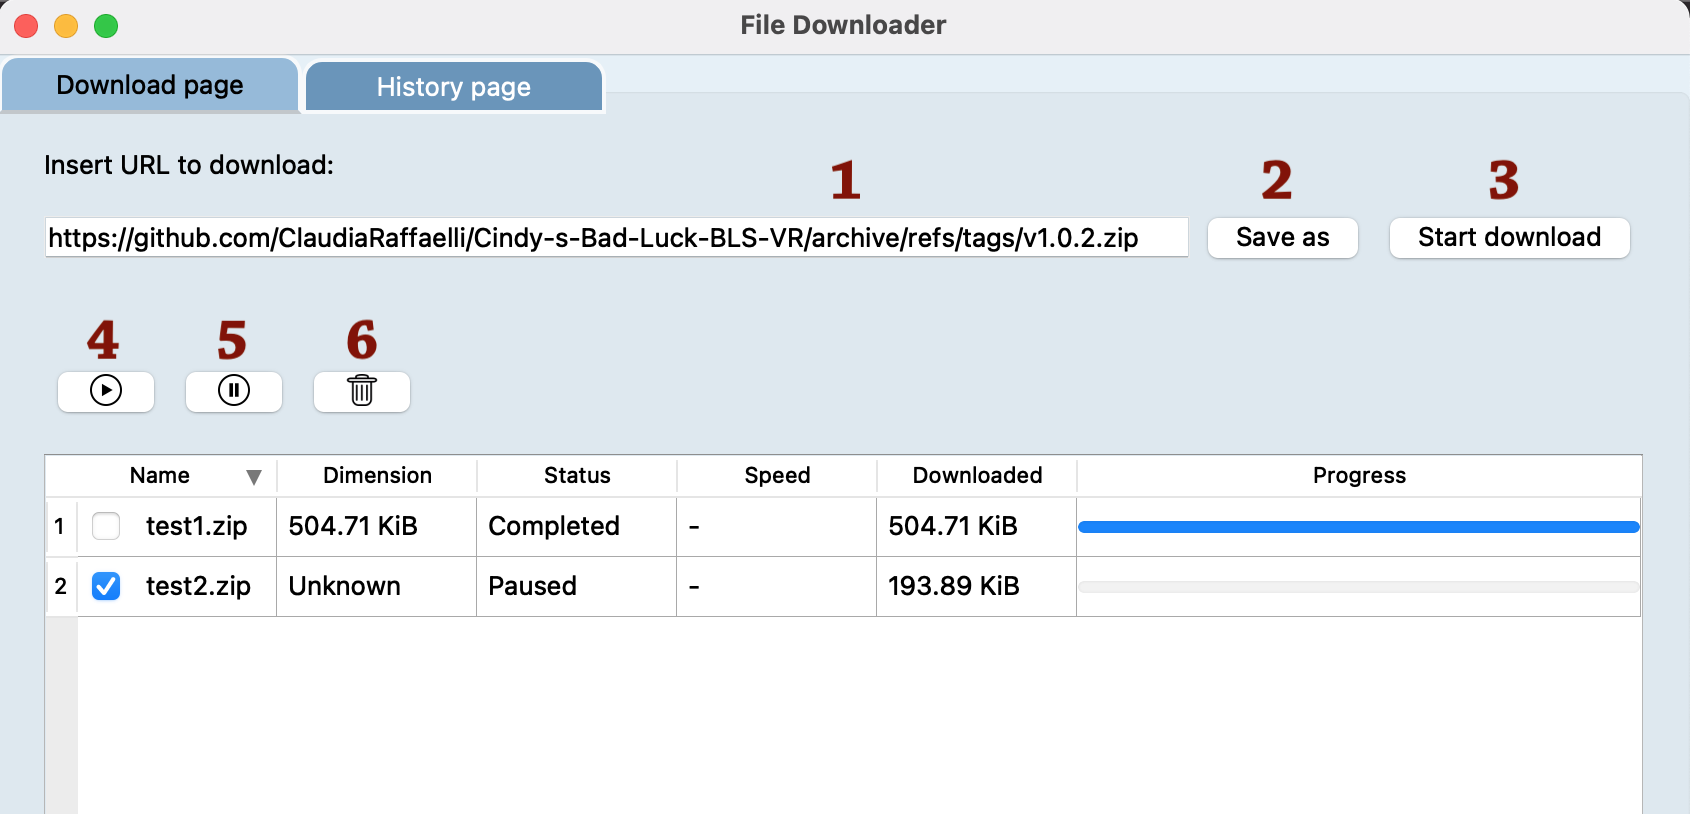 File Downloader
Download page History page
Insert URL to download:
1 2 3
https://github.com/ClaudiaRaffaelli/Cindy-s-Bad-Luck-BLS-VR/archive/refs/tags/v1.0.2.zip Save as Start download
4 5 6
Name Dimension Status Speed Downloaded Progress
1 test1.zip 504.71 KiB Completed - 504.71 KiB
2 test2.zip Unknown Paused - 193.89 KiB